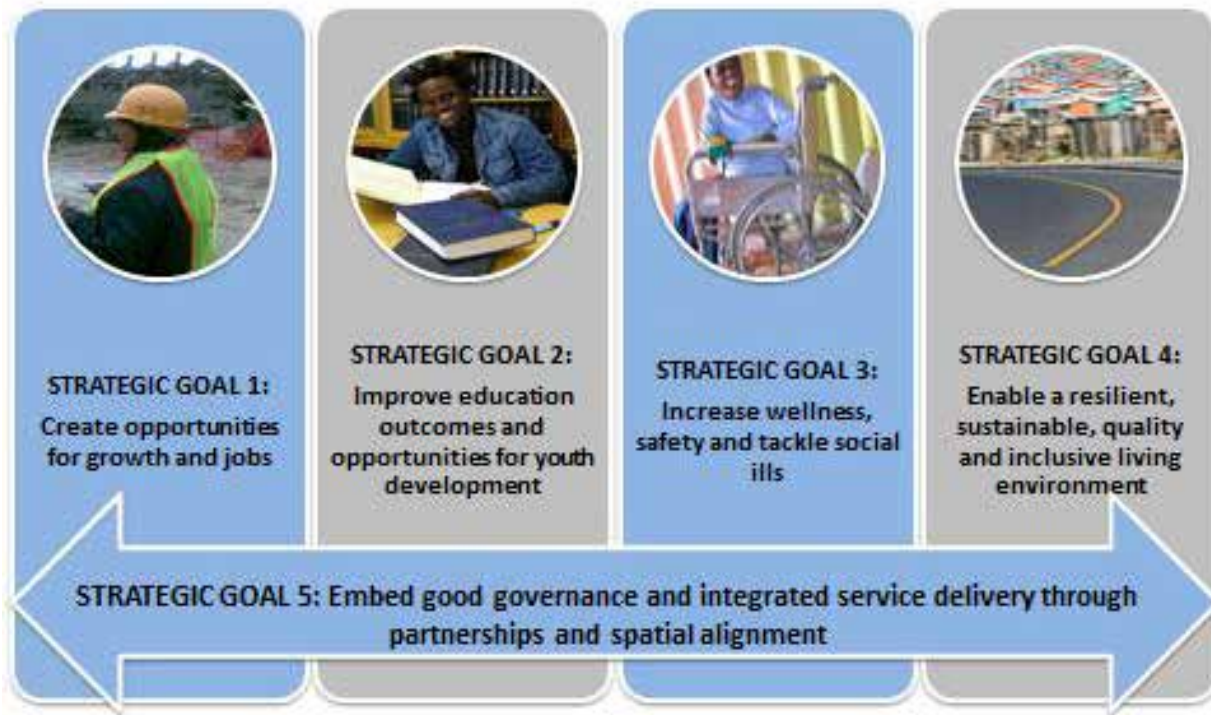 STRATEGIC GOAL 1:
Create opportunities
for growth and jobs
STRATEGIC GOAL 2:
Improve education
outcomes and
opportunities for youth
development
STRATEGIC GOAL 3:
Increase wellness,
safety and tackle social
ills
STRATEGIC GOAL 4:
Enable a resilient,
sustainable, quality
and inclusive living
environment
STRATEGIC GOAL 5: Embed good governance and integrated service delivery through
partnerships and spatial alignment